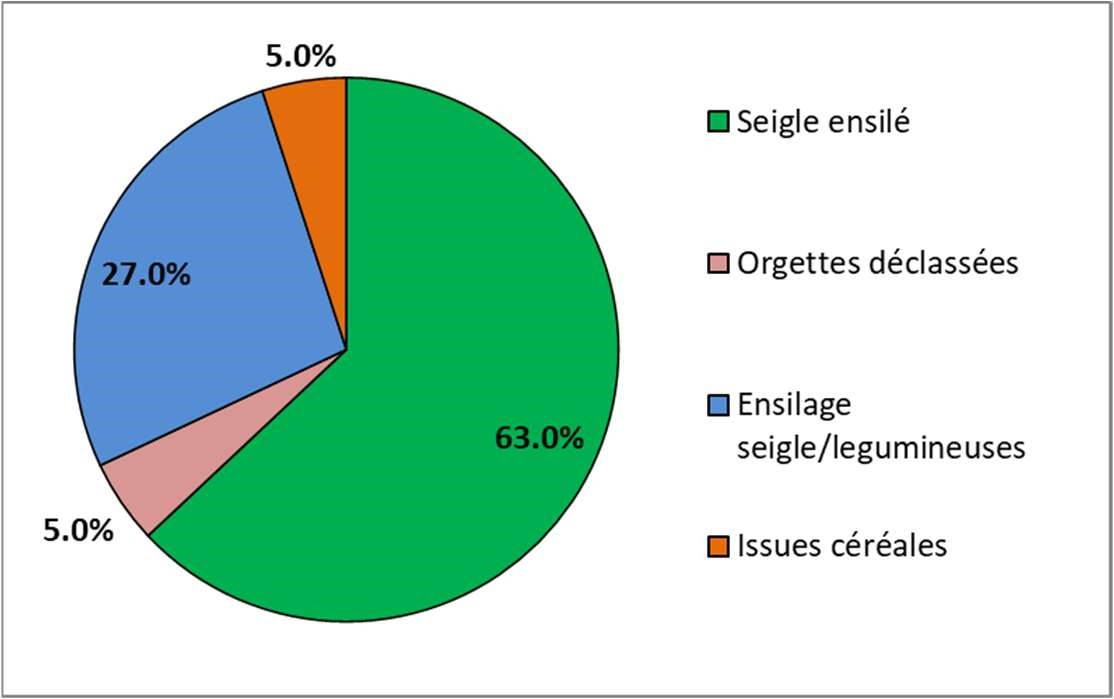 5.0%
27.0%
63.0%
5.0%
Seigle ensilé
Orgettes déclassées
Ensilage
seigle/legumineuses
Issues céréales